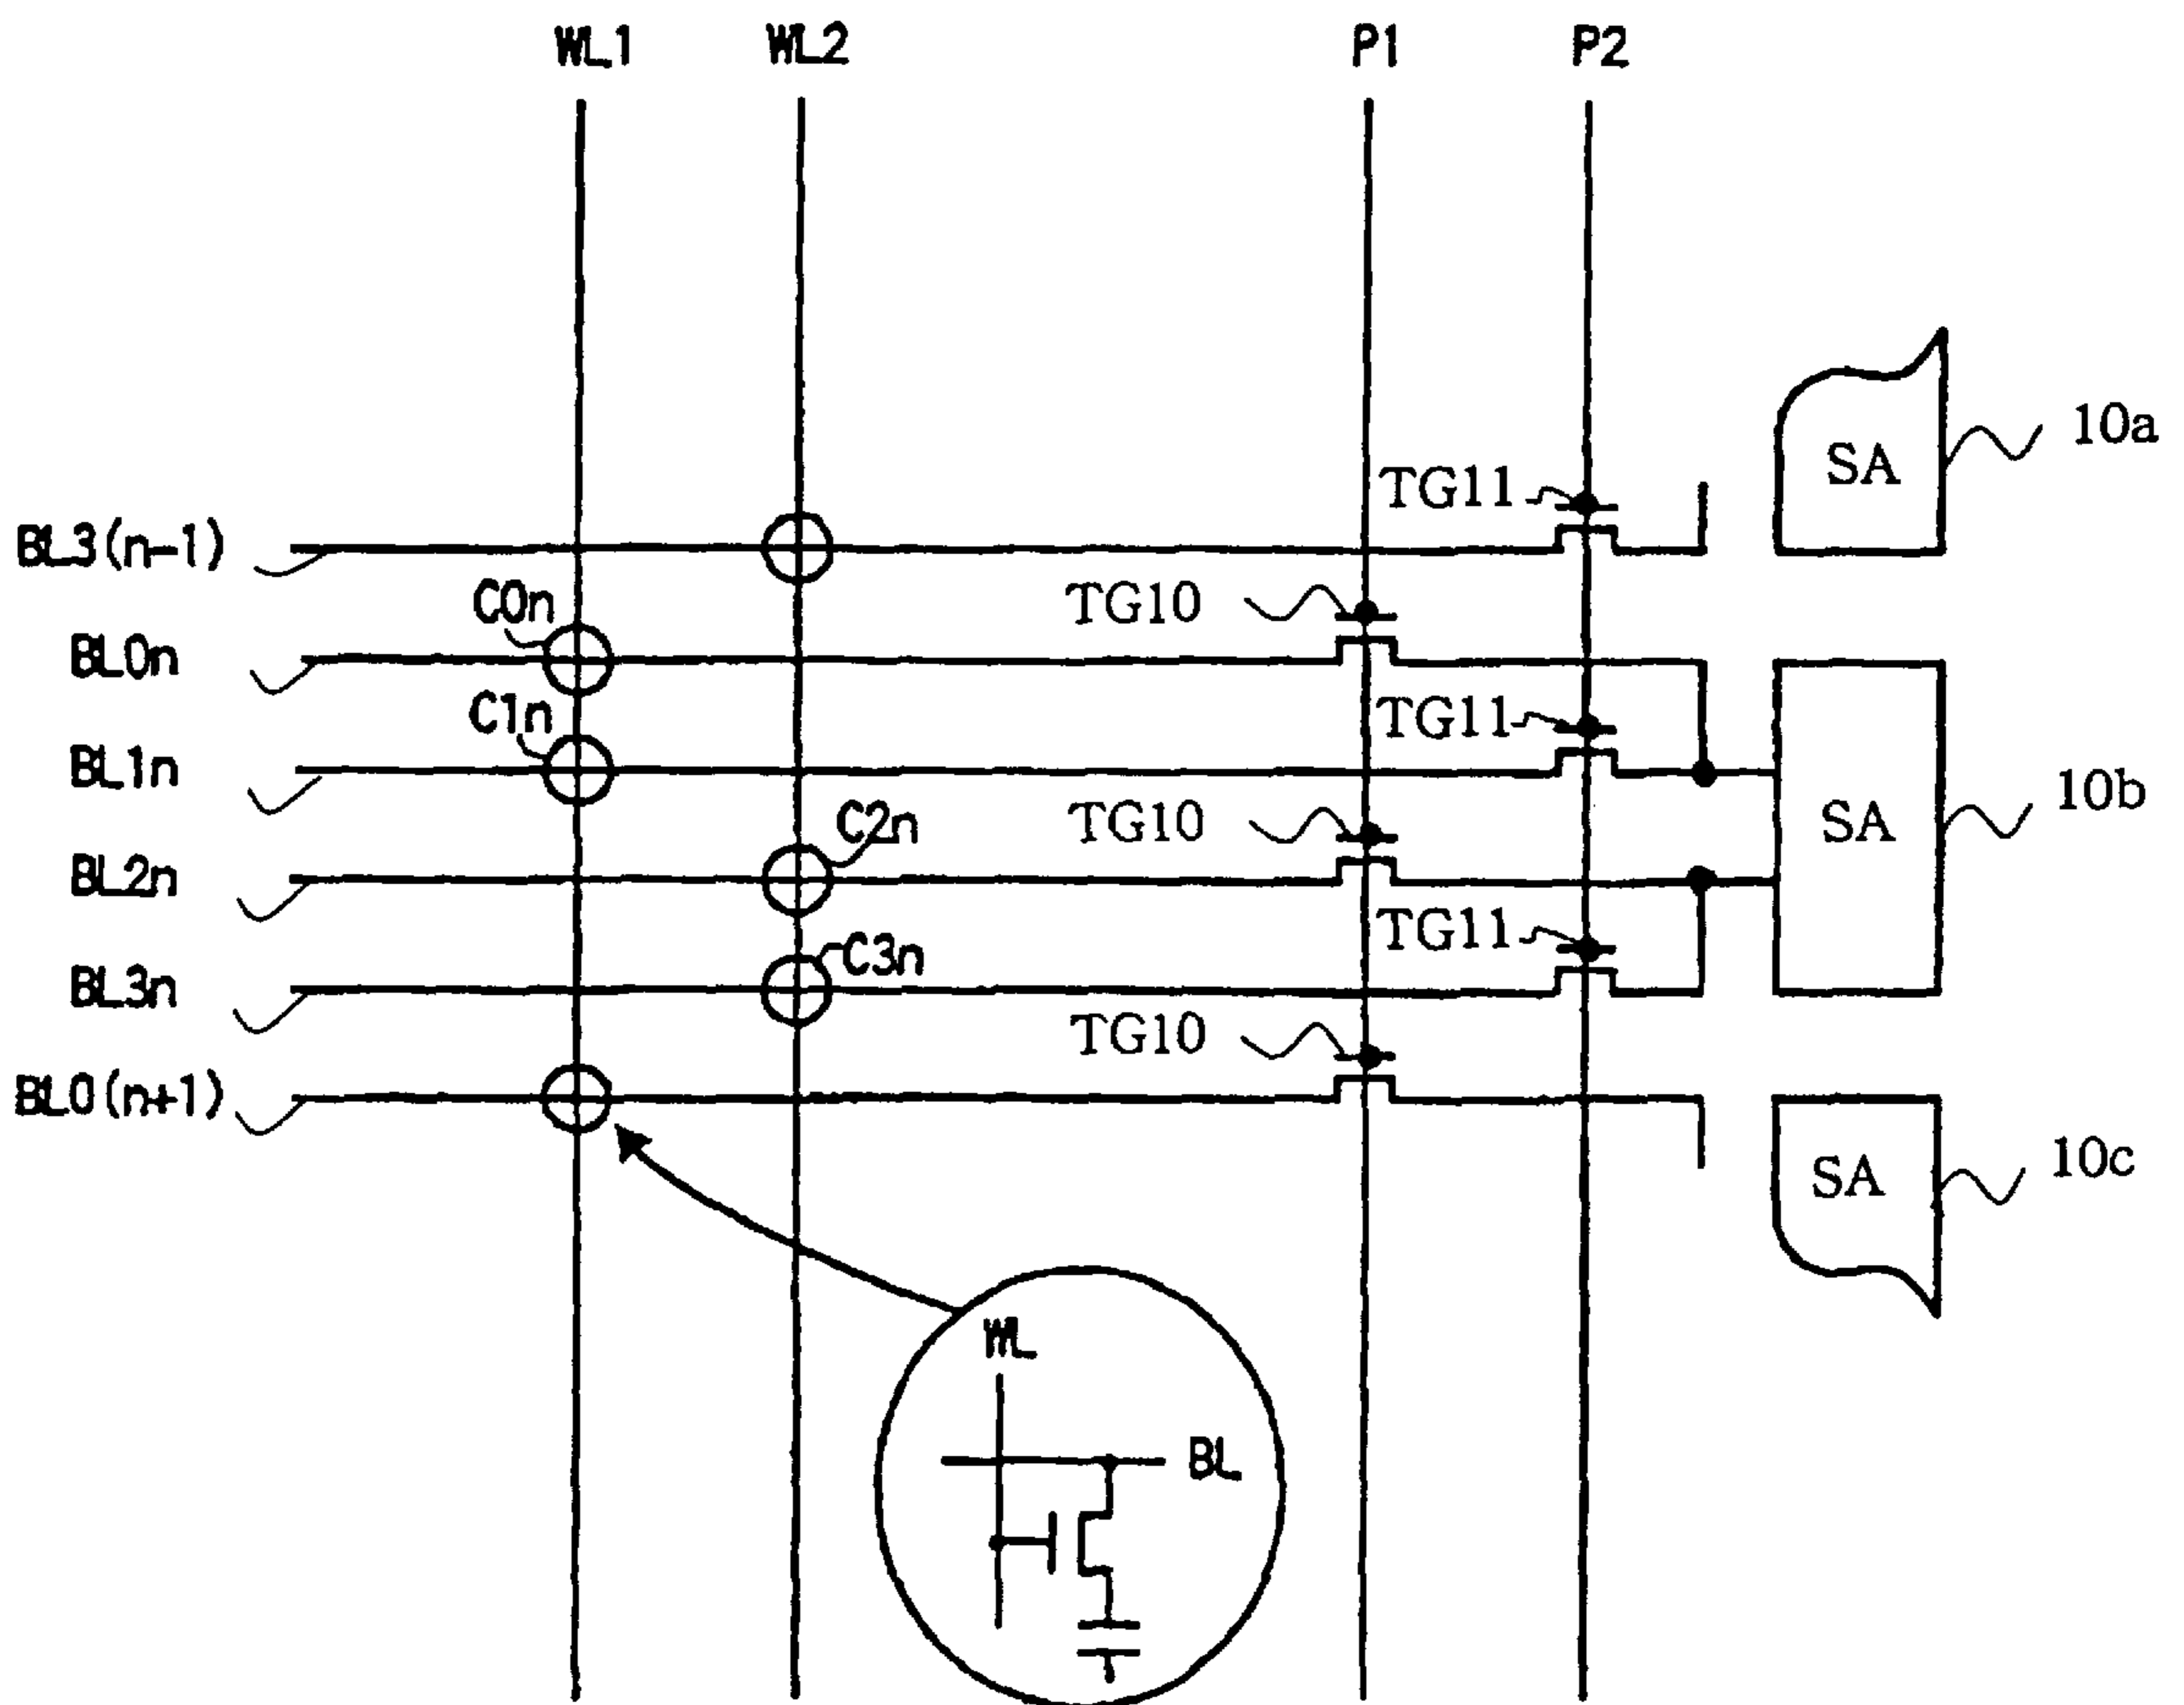 WL1 WL2 P1 P2
10a
SA
TG11
BL3(n-1)
C0n
TG10
BL0n
C1n
TG11
BL1n
10b
C2n
TG10
SA
BL2n
C3n
TG11
BL3n
TG10
BL0(n+1)
10c
SA
WL
BL